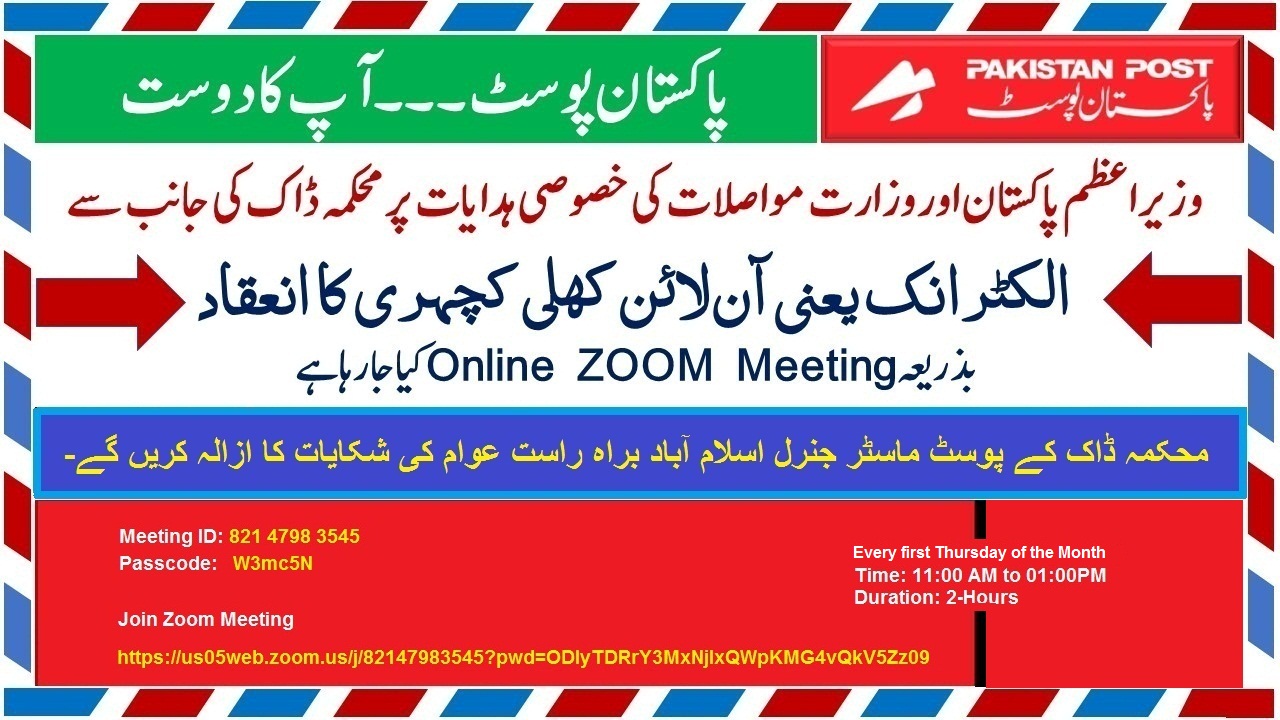 پاکستان پوسٹ۔۔۔آپ کا دوست
PAKISTAN POST
پاکستان پوسٹ
وزیراعظم پاکستان اور وزارت مواصلات کی خصوصی ہدایات پر محکمہ ڈاک کی جانب سے
الکٹرانک یعنی آن لائن کھلی کچہری کا انعقاد
بذریعہ Online ZOOM Meeting کیا جا رہا ہے
محکمہ ڈاک کے پوسٹ ماسٹر جنرل اسلام آباد براہ راست عوام کی شکایات کا ازالہ کریں گے-
Meeting ID: 821 4798 3545
Passcode: W3mc5N
Every first Thursday of the Month
Time: 11:00 AM to 01:00PM
Duration: 2-Hours
Join Zoom Meeting
https://us05web.zoom.us/j/82147983545?pwd=ODIyTDRrY3MxNjlxQWpKMG4vQkV5Zz09